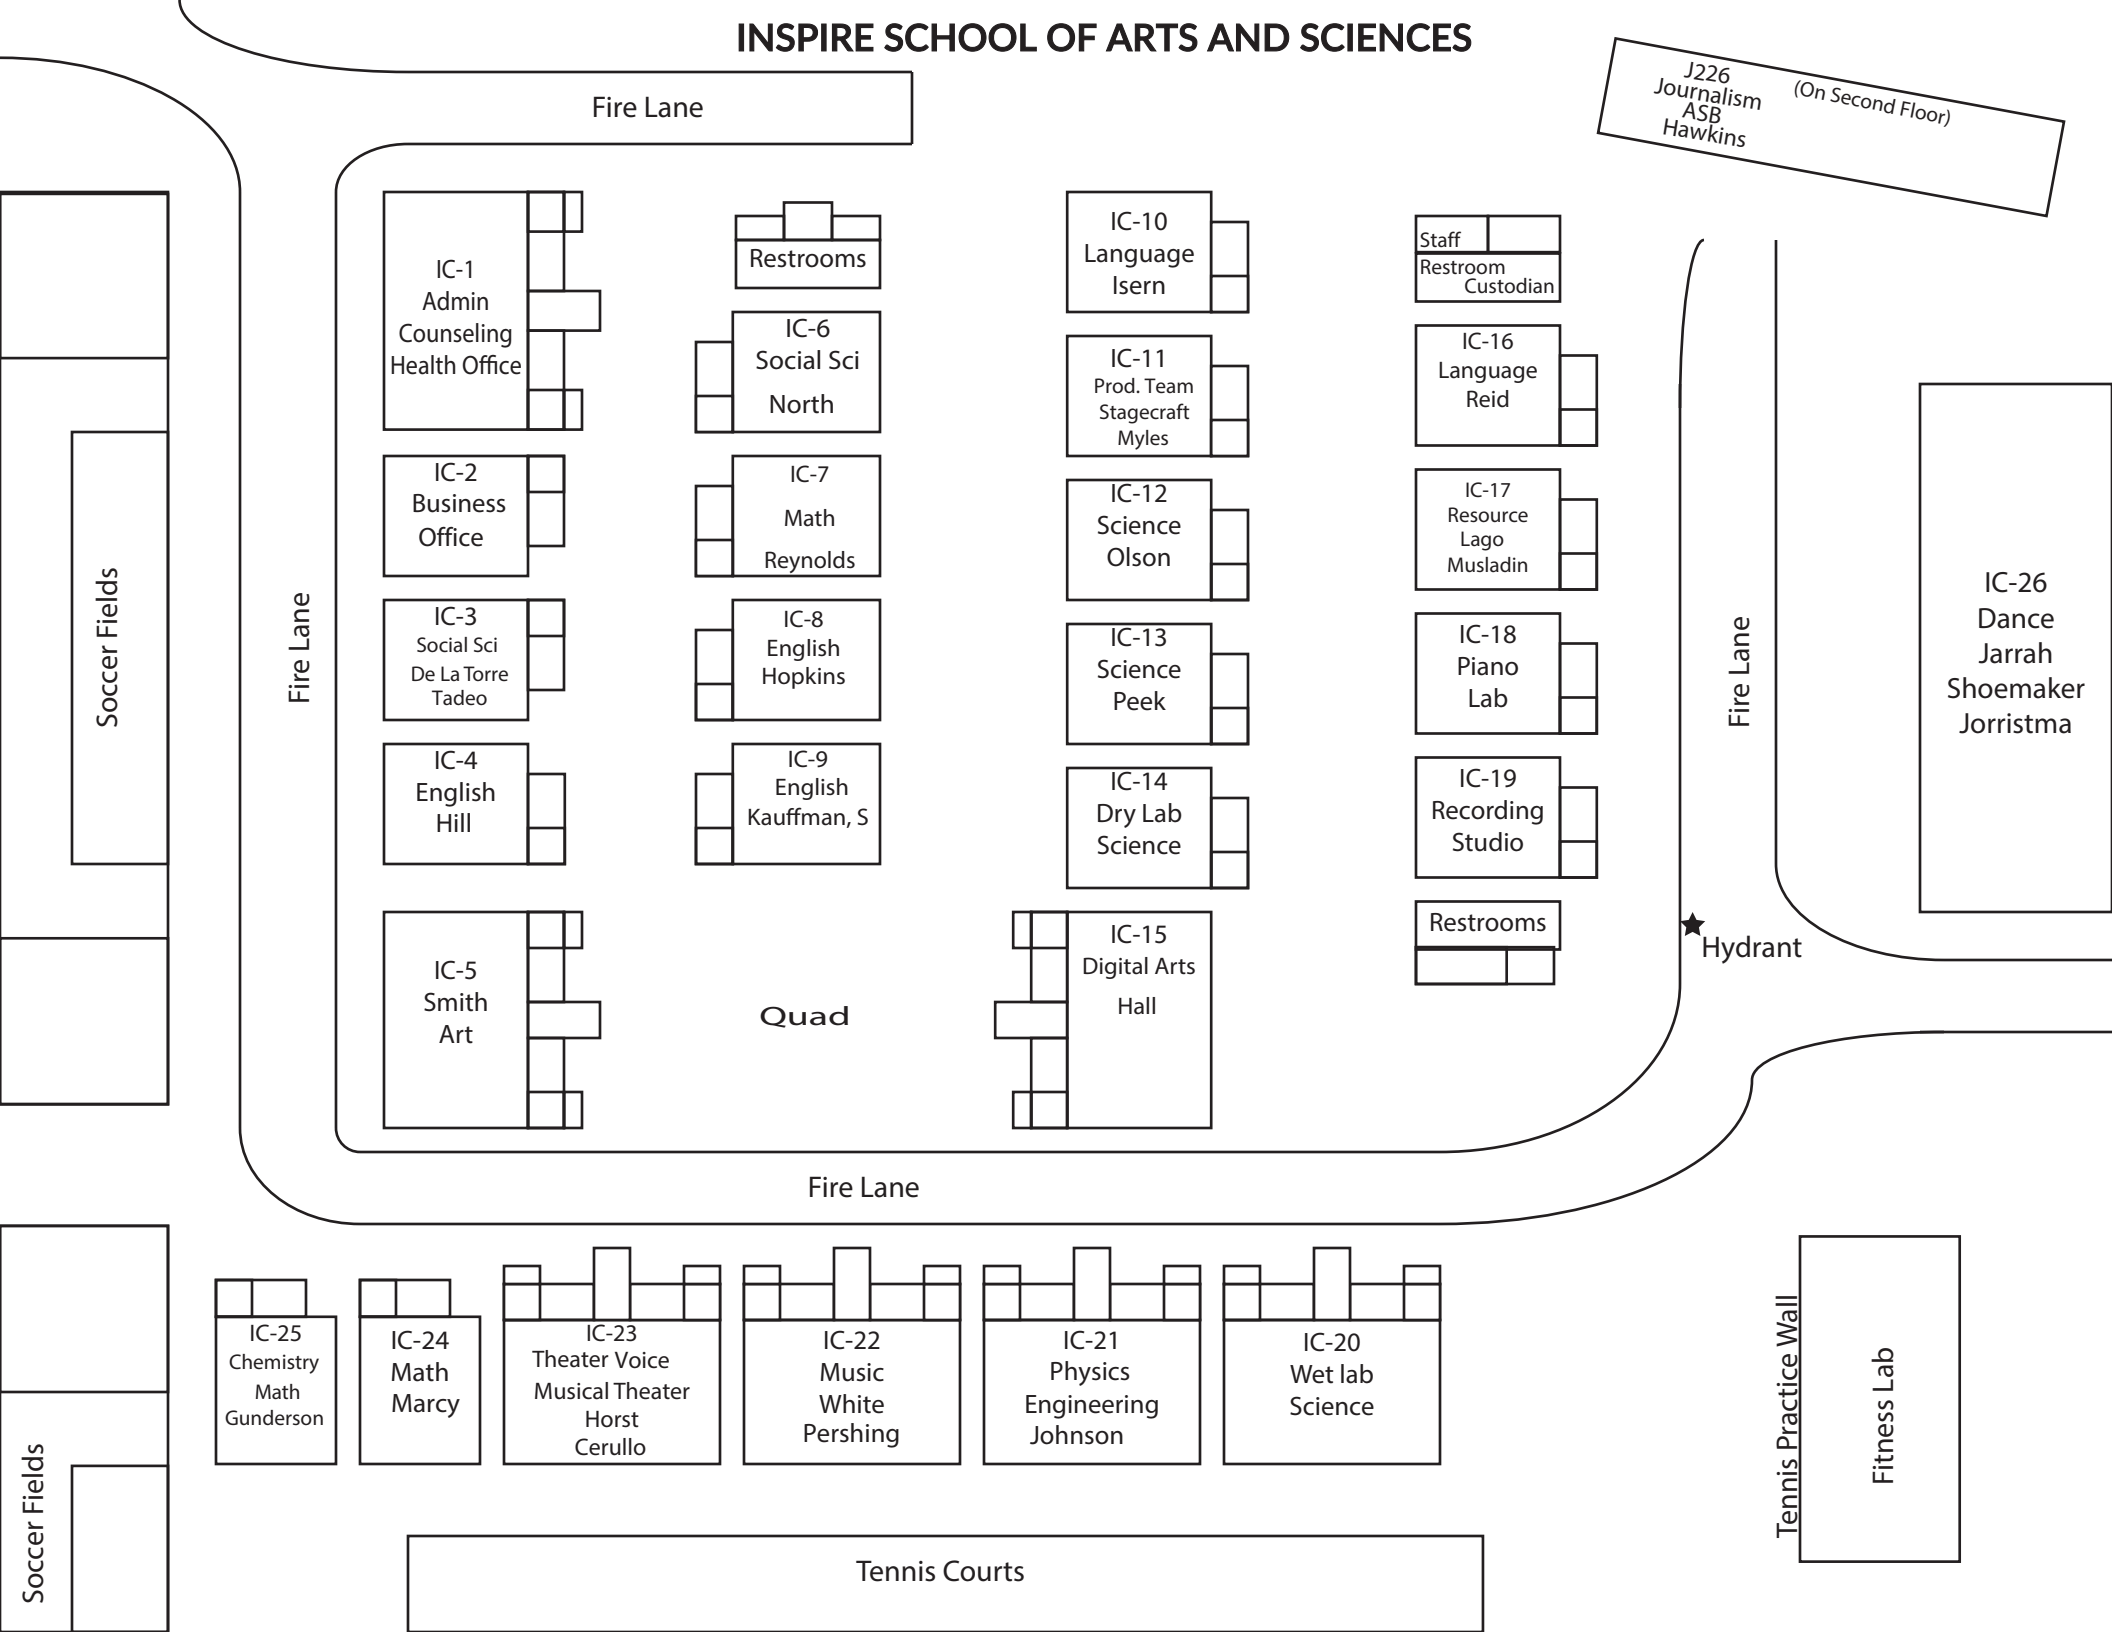 INSPIRE SCHOOL OF ARTS AND SCIENCES
Fire Lane
J226
Journalism
ASB
Hawkins
(On Second Floor)
Soccer Fields
Fire Lane
IC-1
Admin
Counseling
Health Office
IC-2
Business
Office
IC-3
Social Sci
De La Torre
Tadeo
IC-4
English
Hill
IC-5
Smith
Art
Restrooms
IC-6
Social Sci
North
IC-7
Math
Reynolds
IC-8
English
Hopkins
IC-9
English
Kauffman, S
Quad
IC-10
Language
Isern
IC-11
Prod. Team
Stagecraft
Myles
IC-12
Science
Olson
IC-13
Science
Peek
IC-14
Dry Lab
Science
IC-15
Digital Arts
Hall
Staff
Restroom
Custodian
IC-16
Language
Reid
IC-17
Resource
Lago
Musladin
IC-18
Piano
Lab
IC-19
Recording
Studio
Restrooms
Fire Lane
Hydrant
IC-26
Dance
Jarrah
Shoemaker
Jorristma
Fire Lane
Soccer Fields
IC-25
Chemistry
Math
Gunderson
IC-24
Math
Marcy
IC-23
Theater Voice
Musical Theater
Horst
Cerullo
IC-22
Music
White
Pershing
IC-21
Physics
Engineering
Johnson
IC-20
Wet lab
Science
Tennis Practice Wall
Fitness Lab
Tennis Courts